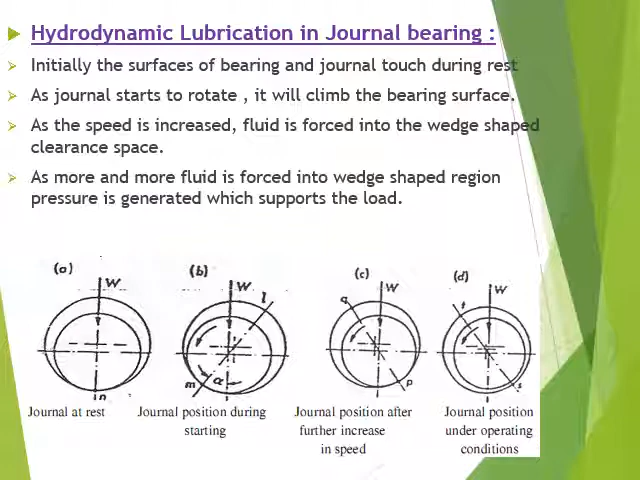 Hydrodynamic Lubrication in Journal bearing :
Initially the surfaces of bearing and journal touch during rest
As journal starts to rotate , it will climb the bearing surface.
As the speed is increased, fluid is forced into the wedge shaped
clearance space.
As more and more fluid is forced into wedge shaped region
pressure is generated which supports the load.
(a) (b) (c) (d)
W W W W
l q t
m α p s
n
Journal at rest
Journal position during
starting
Journal position after
further increase
in speed
Journal position
under operating
conditions